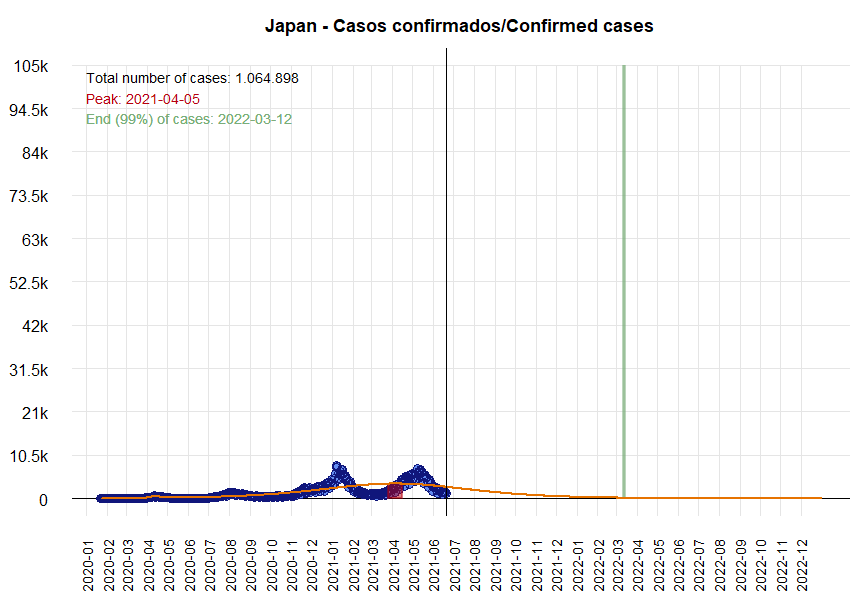 Japan - Casos confirmados/Confirmed cases
105k
Total number of cases: 1.064.898
Peak: 2021-04-05
End (99%) of cases: 2022-03-12
94.5k
84k
73.5k
63k
52.5k
42k
31.5k
21k
10.5k
0
2020-01
2020-02
2020-03
2020-04
2020-05
2020-06
2020-07
2020-08
2020-09
2020-10
2020-11
2020-12
2021-01
2021-02
2021-03
2021-04
2021-05
2021-06
2021-07
2021-08
2021-09
2021-10
2021-11
2021-12
2022-01
2022-02
2022-03
2022-04
2022-05
2022-06
2022-07
2022-08
2022-09
2022-10
2022-11
2022-12